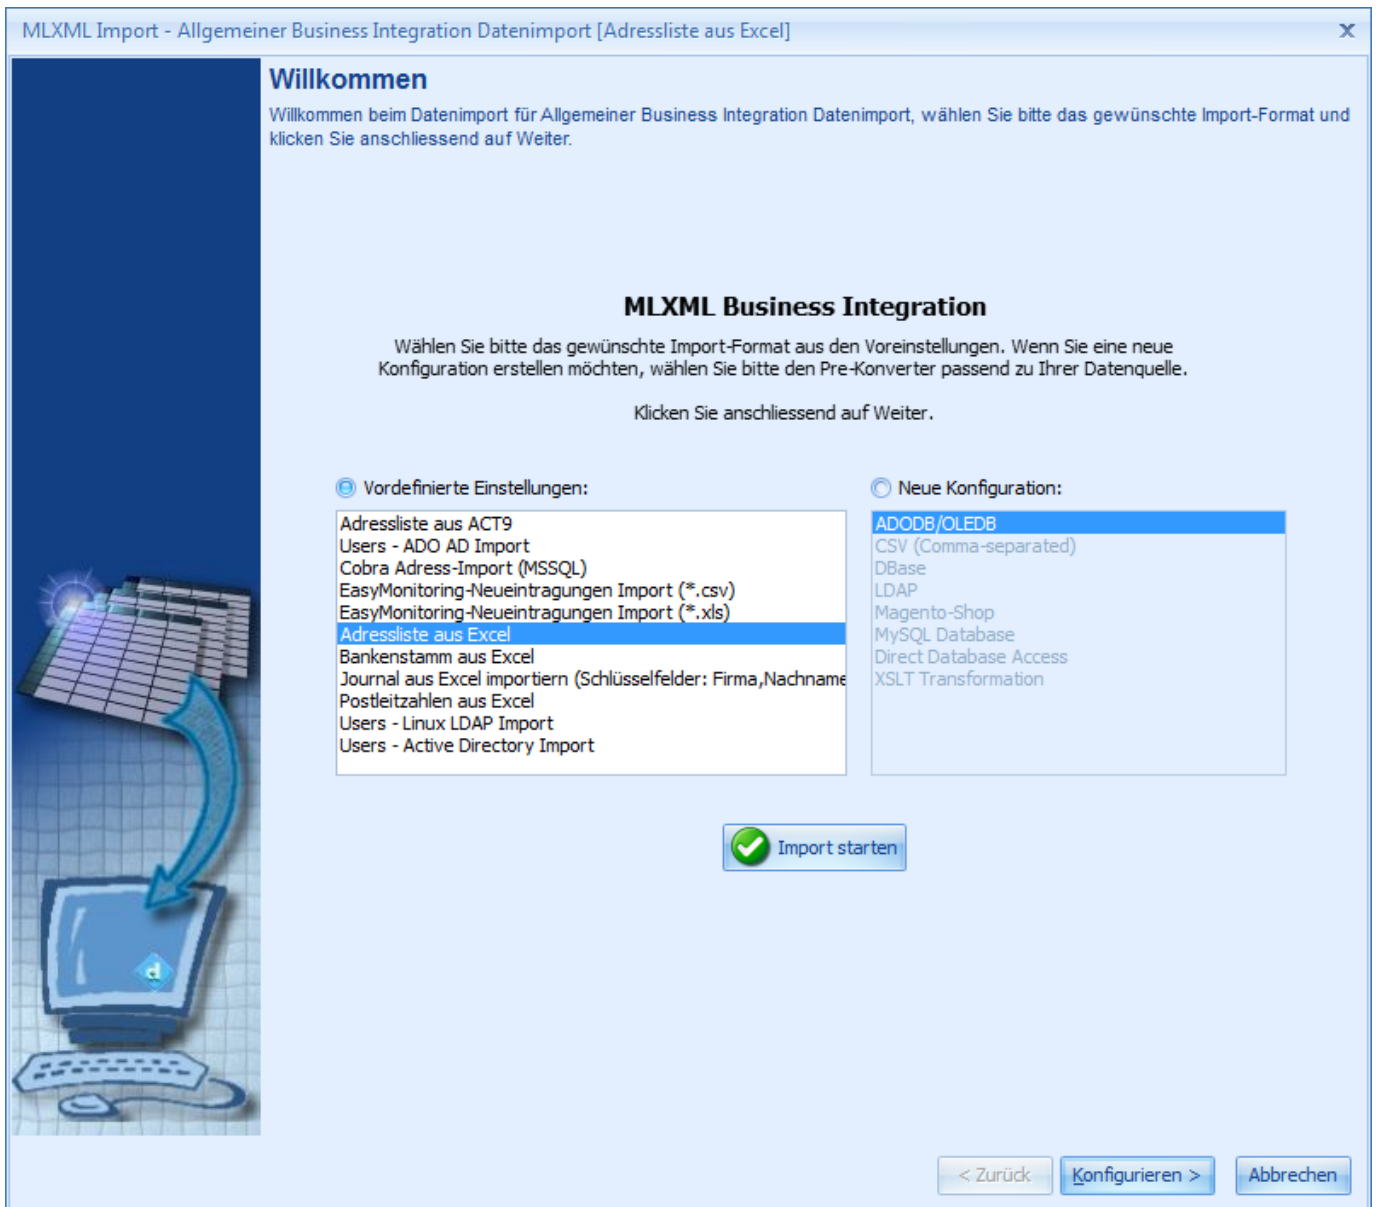 MLXML Import - Allgemeiner Business Integration Datenimport [Adressliste aus Excel]
x
Willkommen
Willkommen beim Datenimport für Allgemeiner Business Integration Datenimport, wählen Sie bitte das gewünschte Import-Format und
klicken Sie anschliessend auf Weiter.
MLXML Business Integration
Wählen Sie bitte das gewünschte Import-Format aus den Voreinstellungen. Wenn Sie eine neue
Konfiguration erstellen möchten, wählen Sie bitte den Pre-Konverter passend zu Ihrer Datenquelle.
Klicken Sie anschliessend auf Weiter.
Vordefinierte Einstellungen:
Adressliste aus ACT9
Users - ADO AD Import
Cobra Adress-Import (MSSQL)
EasyMonitoring-Neueintragungen Import (*.csv)
EasyMonitoring-Neueintragungen Import (*.xls)
Adressliste aus Excel
Bankenstamm aus Excel
Journal aus Excel importiern (Schlüsselfelder: Firma,Nachname
Postleitzahlen aus Excel
Users - Linux LDAP Import
Users - Active Directory Import
Neue Konfiguration:
ADODB/OLEDB
CSV (Comma-separated)
DBase
LDAP
Magento-Shop
MySQL Database
Direct Database Access
XSLT Transformation
Import starten
d
< Zurück
Konfigurieren >
Abbrechen